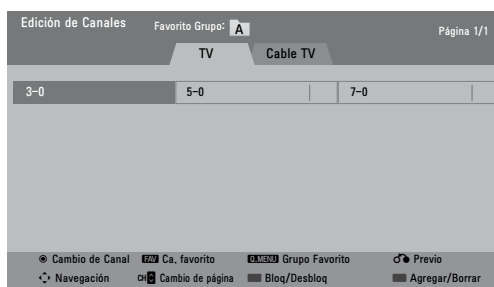 Edición de Canales Favorito Grupo: A Página 1/1
TV Cable TV
3-0 5-0 7-0
Cambio de Canal FAV Ca. favorito Q.MENU Grupo Favorito Previo
Navegación CH Cambio de página Bloq/Desbloq Agregar/Borrar